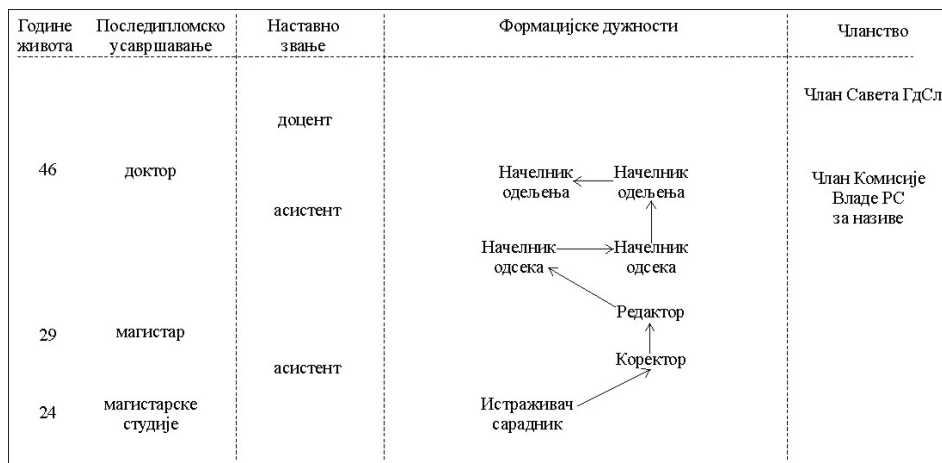 Године живота
Последипломско усавршавање
Наставно звање
Формацијске дужности
Чланство
Члан Савета ГдСл
доцент
46
доктор
Начелник одељења
Начелник одељења
Члан Комисије
Владе РС
за називе
асистент
Начелник одсека
Начелник одсека
Редактор
29
магистар
Коректор
асистент
24
магистарске студије
Истраживач сарадник